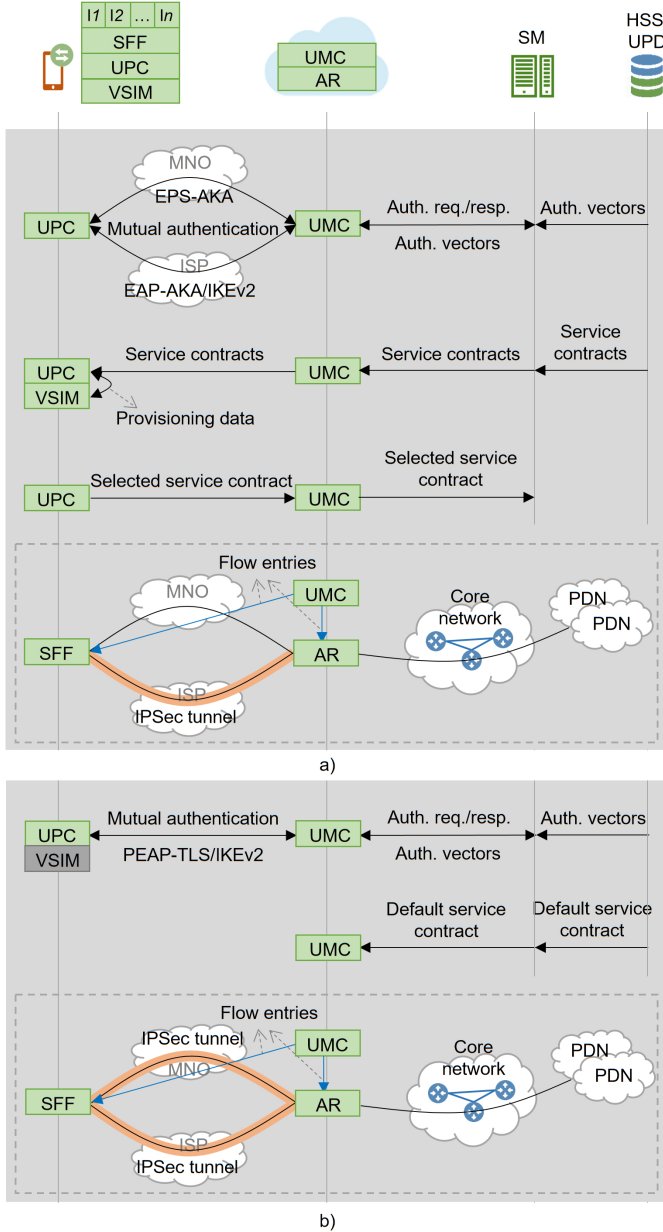 I1 I2 … In
SFF
UPC
VSIM
UMC
AR
SM
HSS
UPD
MNO
EPS-AKA
UPC
Mutual authentication
UMC
Auth. req./resp.
Auth. vectors
Auth. vectors
ISP
EAP-AKA/IKEv2
UPC
VSIM
Service contracts
UMC
Service contracts
Service
contracts
Provisioning data
UPC
Selected service contract
UMC
Selected service
contract
Flow entries
MNO
UMC
SFF
AR
Core
network
PDN
PDN
ISP
IPSec tunnel
a)
UPC
VSIM
Mutual authentication
PEAP-TLS/IKEv2
UMC
Auth. req./resp.
Auth. vectors
Auth. vectors
UMC
Default service
contract
Default service
contract
Flow entries
IPSec tunnel
MNO
UMC
SFF
AR
Core
network
PDN
PDN
ISP
IPSec tunnel
b)